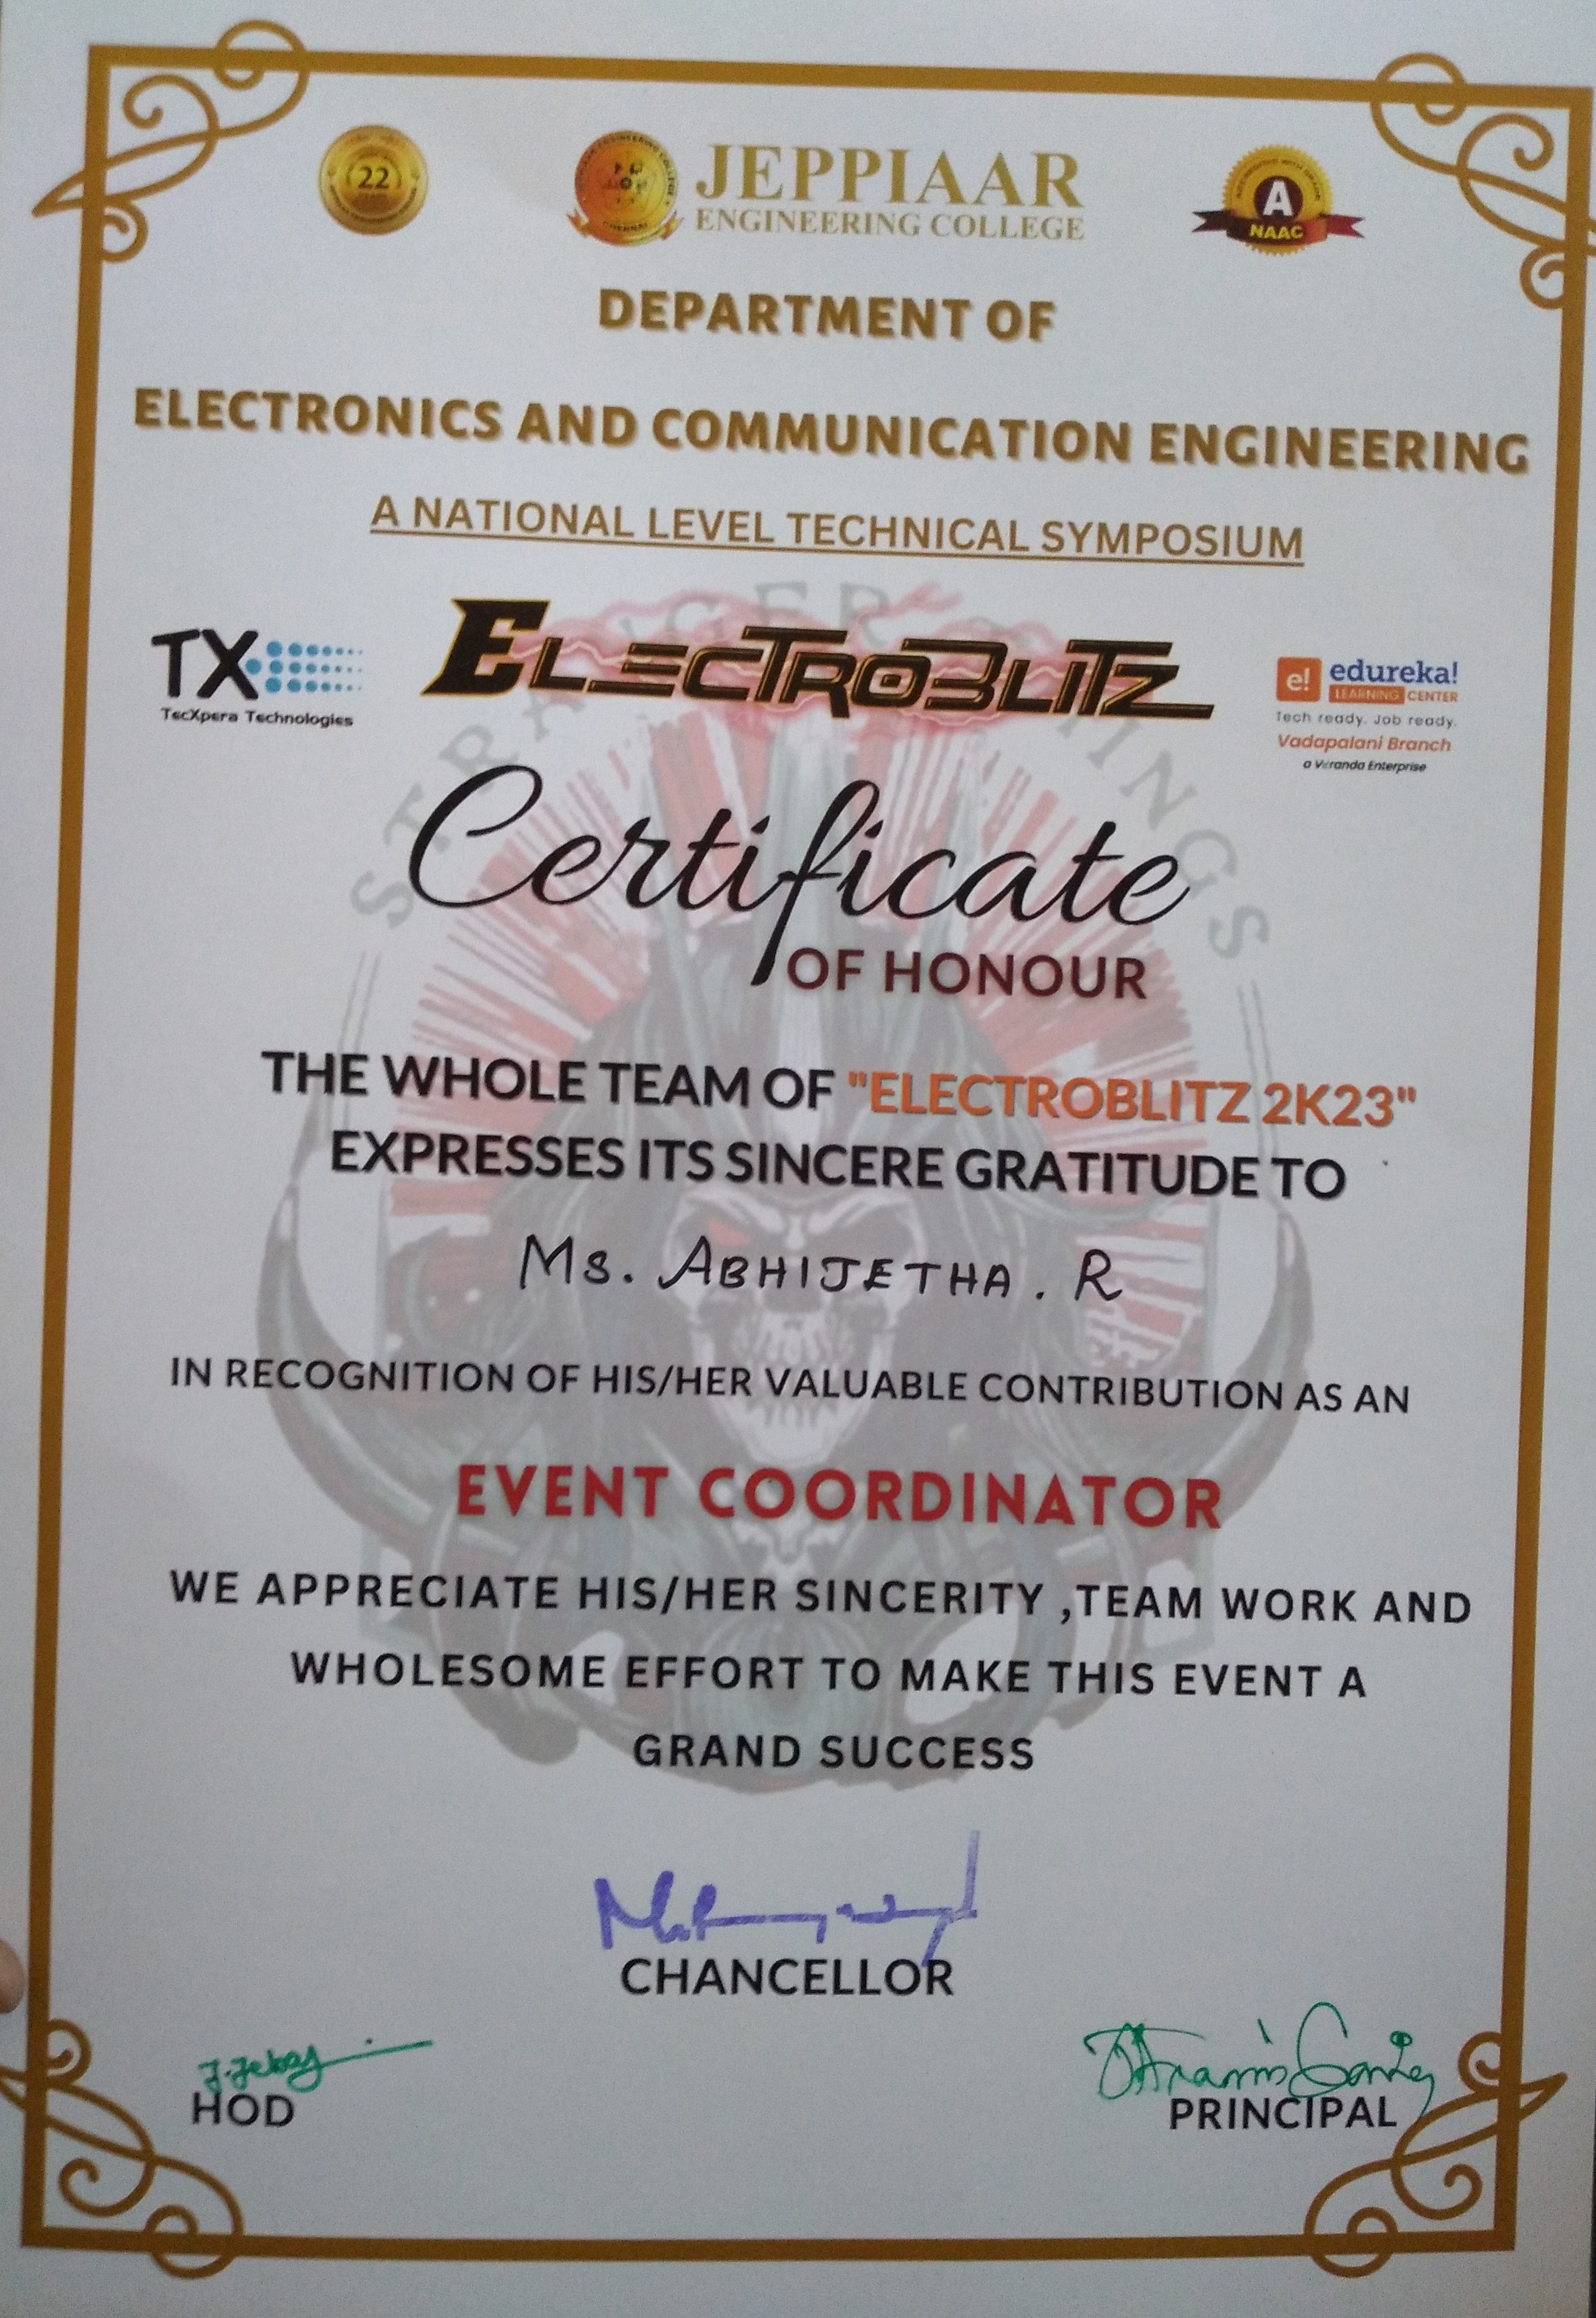 22
JEPPIAAR
ENGINEERING COLLEGE
CHENNAI
A
NAAC
DEPARTMENT OF
ELECTRONICS AND COMMUNICATION ENGINEERING
A NATIONAL LEVEL TECHNICAL SYMPOSIUM
STRANGER THINGS
TX
TecXpera Technologies
ELECTROBLITZ
e! edureka!
LEARNING CENTER
Tech ready. Job ready.
Vadapalani Branch
a Veranda Enterprise
Certificate
OF HONOUR
THE WHOLE TEAM OF "ELECTROBLITZ 2K23"
EXPRESSES ITS SINCERE GRATITUDE TO
Ms. ABHIJETHA . R
IN RECOGNITION OF HIS/HER VALUABLE CONTRIBUTION AS AN
EVENT COORDINATOR
WE APPRECIATE HIS/HER SINCERITY ,TEAM WORK AND
WHOLESOME EFFORT TO MAKE THIS EVENT A
GRAND SUCCESS
CHANCELLOR
HOD
PRINCIPAL